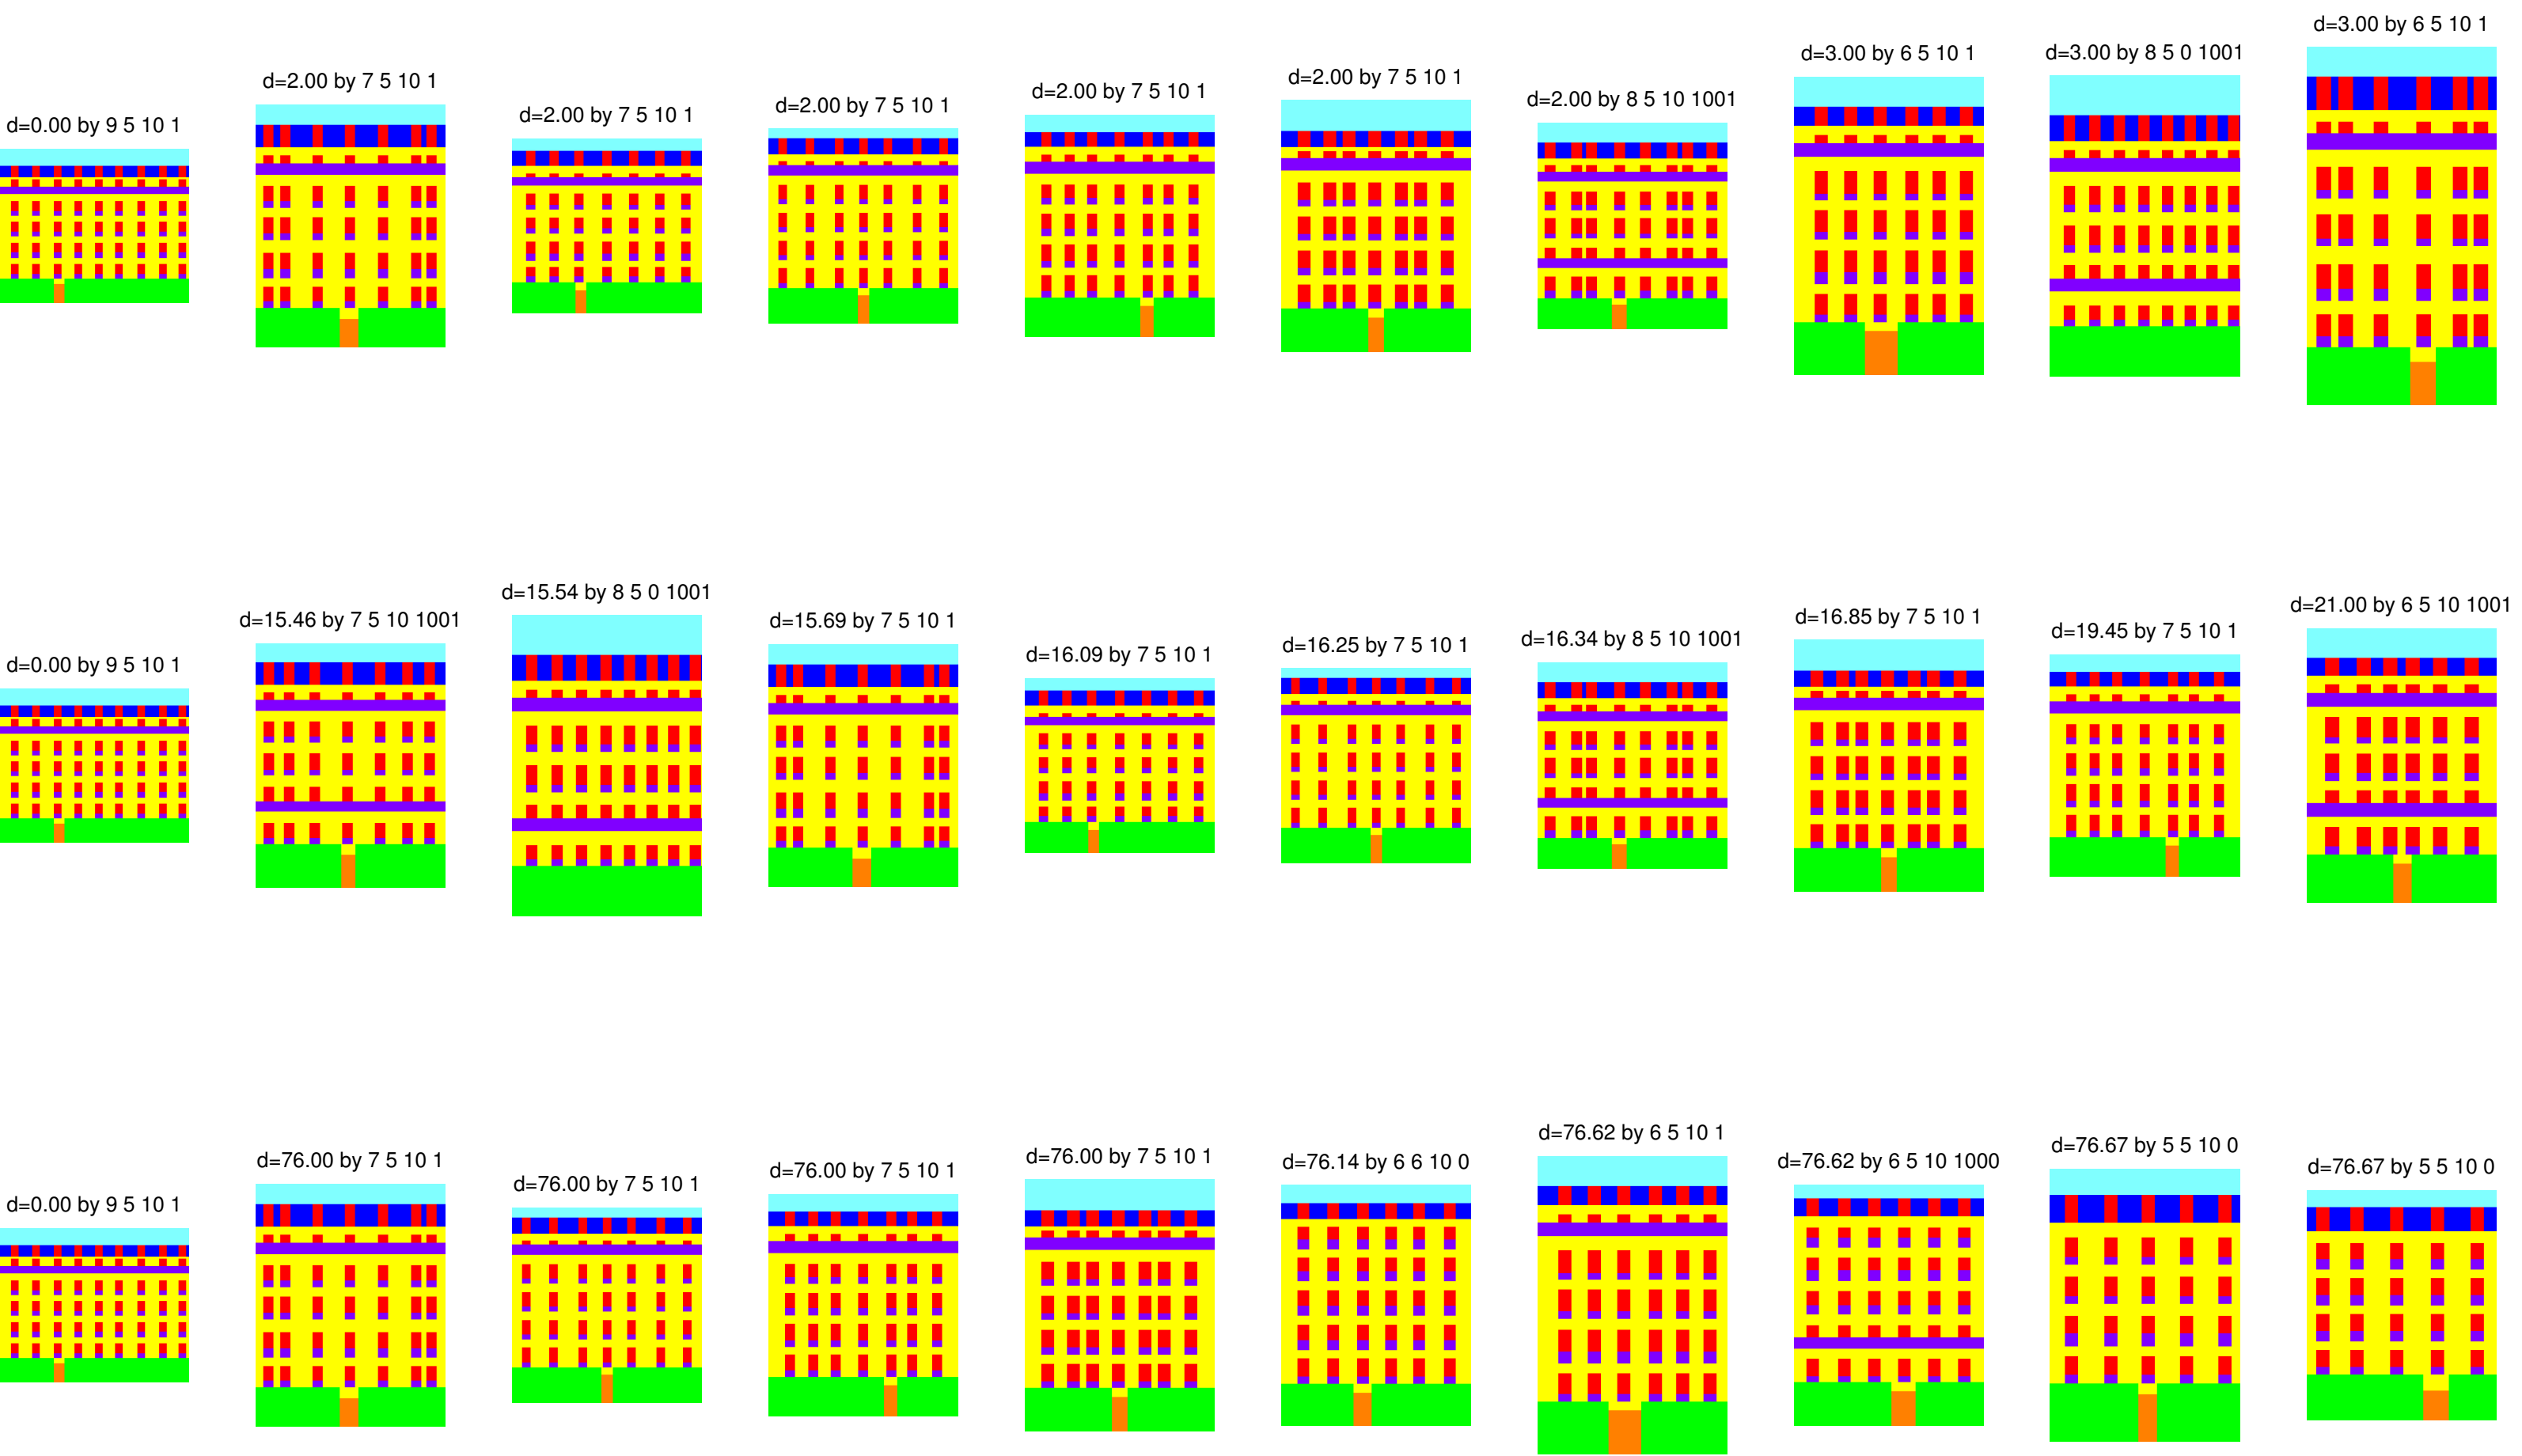 d=0.00 by 9 5 10 1
d=2.00 by 7 5 10 1
d=2.00 by 7 5 10 1
d=2.00 by 7 5 10 1
d=2.00 by 7 5 10 1
d=2.00 by 7 5 10 1
d=2.00 by 8 5 10 1001
d=3.00 by 6 5 10 1
d=3.00 by 8 5 0 1001
d=3.00 by 6 5 10 1
d=0.00 by 9 5 10 1
d=15.46 by 7 5 10 1001
d=15.54 by 8 5 0 1001
d=15.69 by 7 5 10 1
d=16.09 by 7 5 10 1
d=16.25 by 7 5 10 1
d=16.34 by 8 5 10 1001
d=16.85 by 7 5 10 1
d=19.45 by 7 5 10 1
d=21.00 by 6 5 10 1001
d=0.00 by 9 5 10 1
d=76.00 by 7 5 10 1
d=76.00 by 7 5 10 1
d=76.00 by 7 5 10 1
d=76.00 by 7 5 10 1
d=76.14 by 6 6 10 0
d=76.62 by 6 5 10 1
d=76.62 by 6 5 10 1000
d=76.67 by 5 5 10 0
d=76.67 by 5 5 10 0